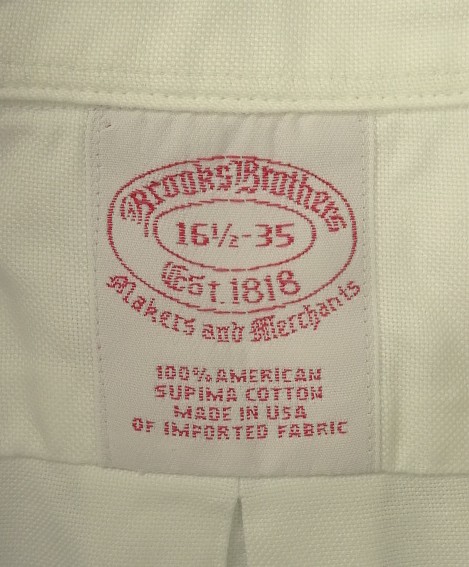 Brooks Brothers
16½-35
Est. 1818
Makers and Merchants
100% AMERICAN
SUPIMA COTTON
MADE IN USA
OF IMPORTED FABRIC